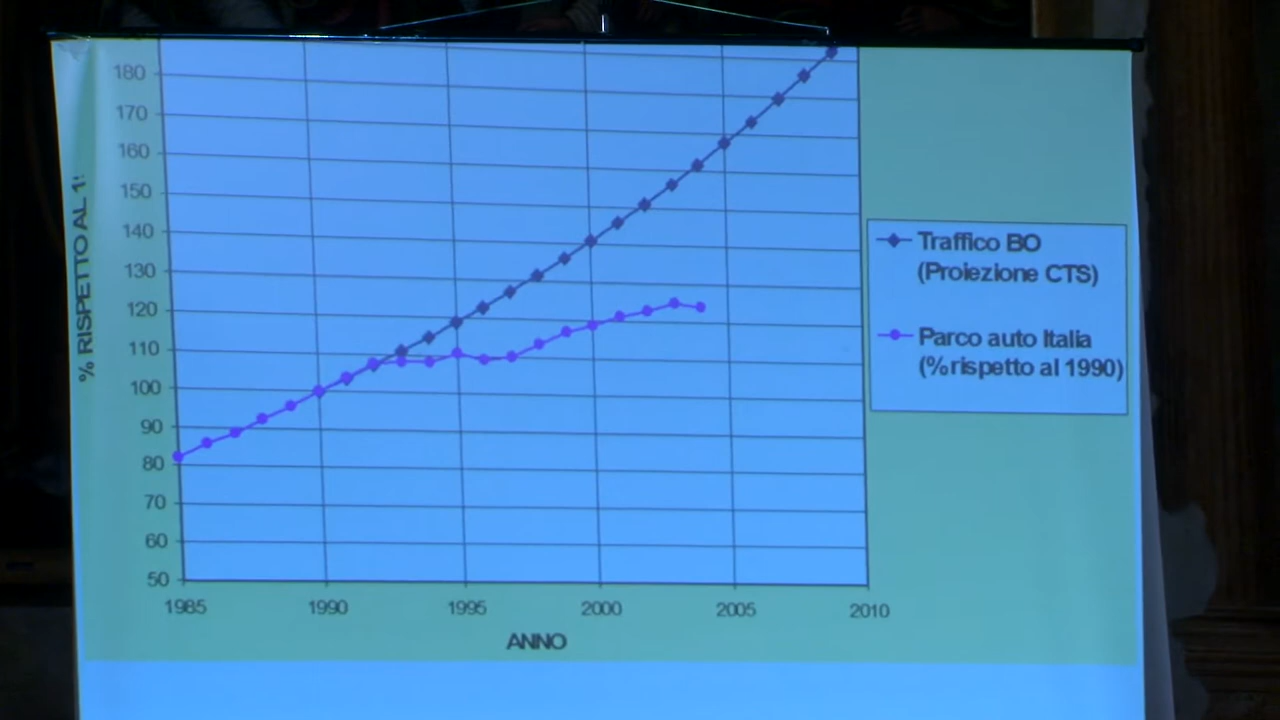 180
170
160
150
140
130
120
110
100
90
80
70
60
50
% RISPETTO AL
1985 1990 1995 2000 2005 2010
ANNO
Traffico BO
(Proiezione CTS)
Parco auto Italia
(%rispetto al 1990)